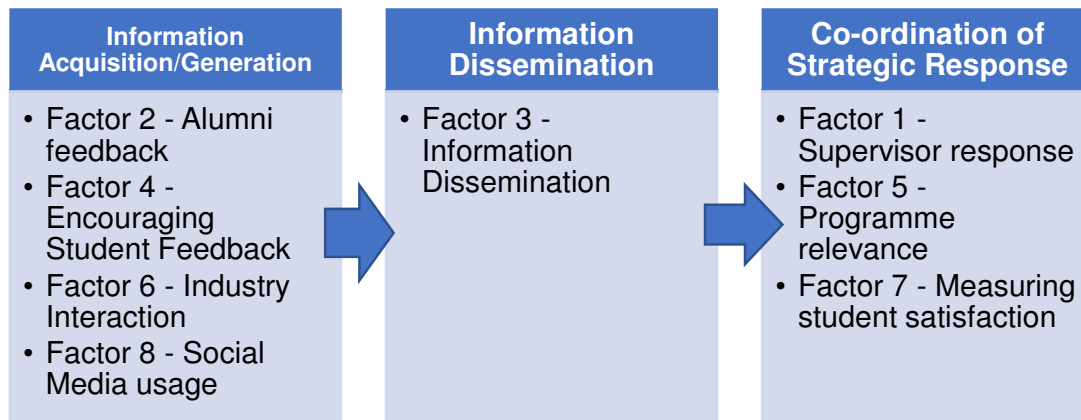 Information
Acquisition/Generation
• Factor 2 - Alumni
feedback
• Factor 4 -
Encouraging
Student Feedback
• Factor 6 - Industry
Interaction
• Factor 8 - Social
Media usage
Information
Dissemination
• Factor 3 -
Information
Dissemination
Co-ordination of
Strategic Response
• Factor 1 -
Supervisor response
• Factor 5 -
Programme
relevance
• Factor 7 - Measuring
student satisfaction